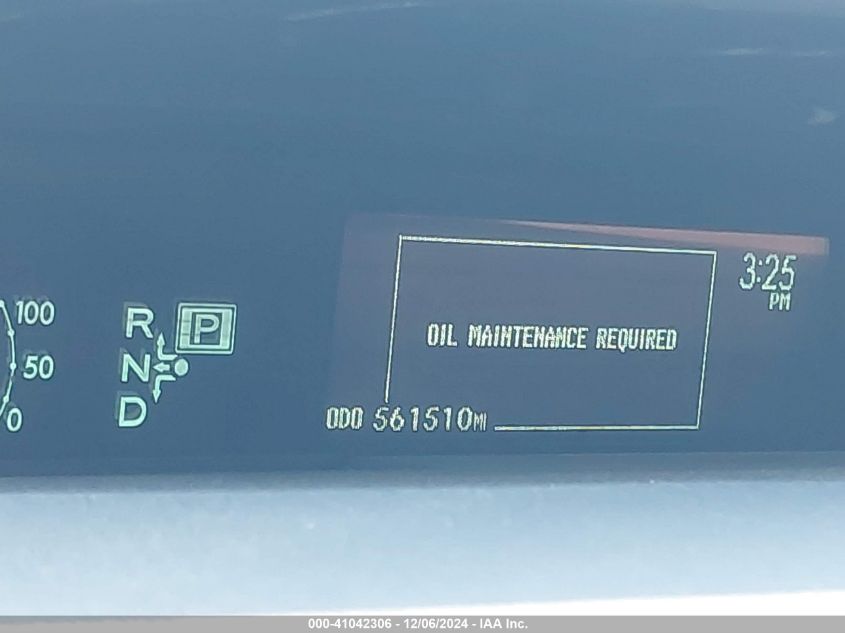 100
50
0
R
P
N
D
3:25
PM
OIL MAINTENANCE REQUIRED
ODO 561510MI
000-41042306 - 12/06/2024 - IAA Inc.